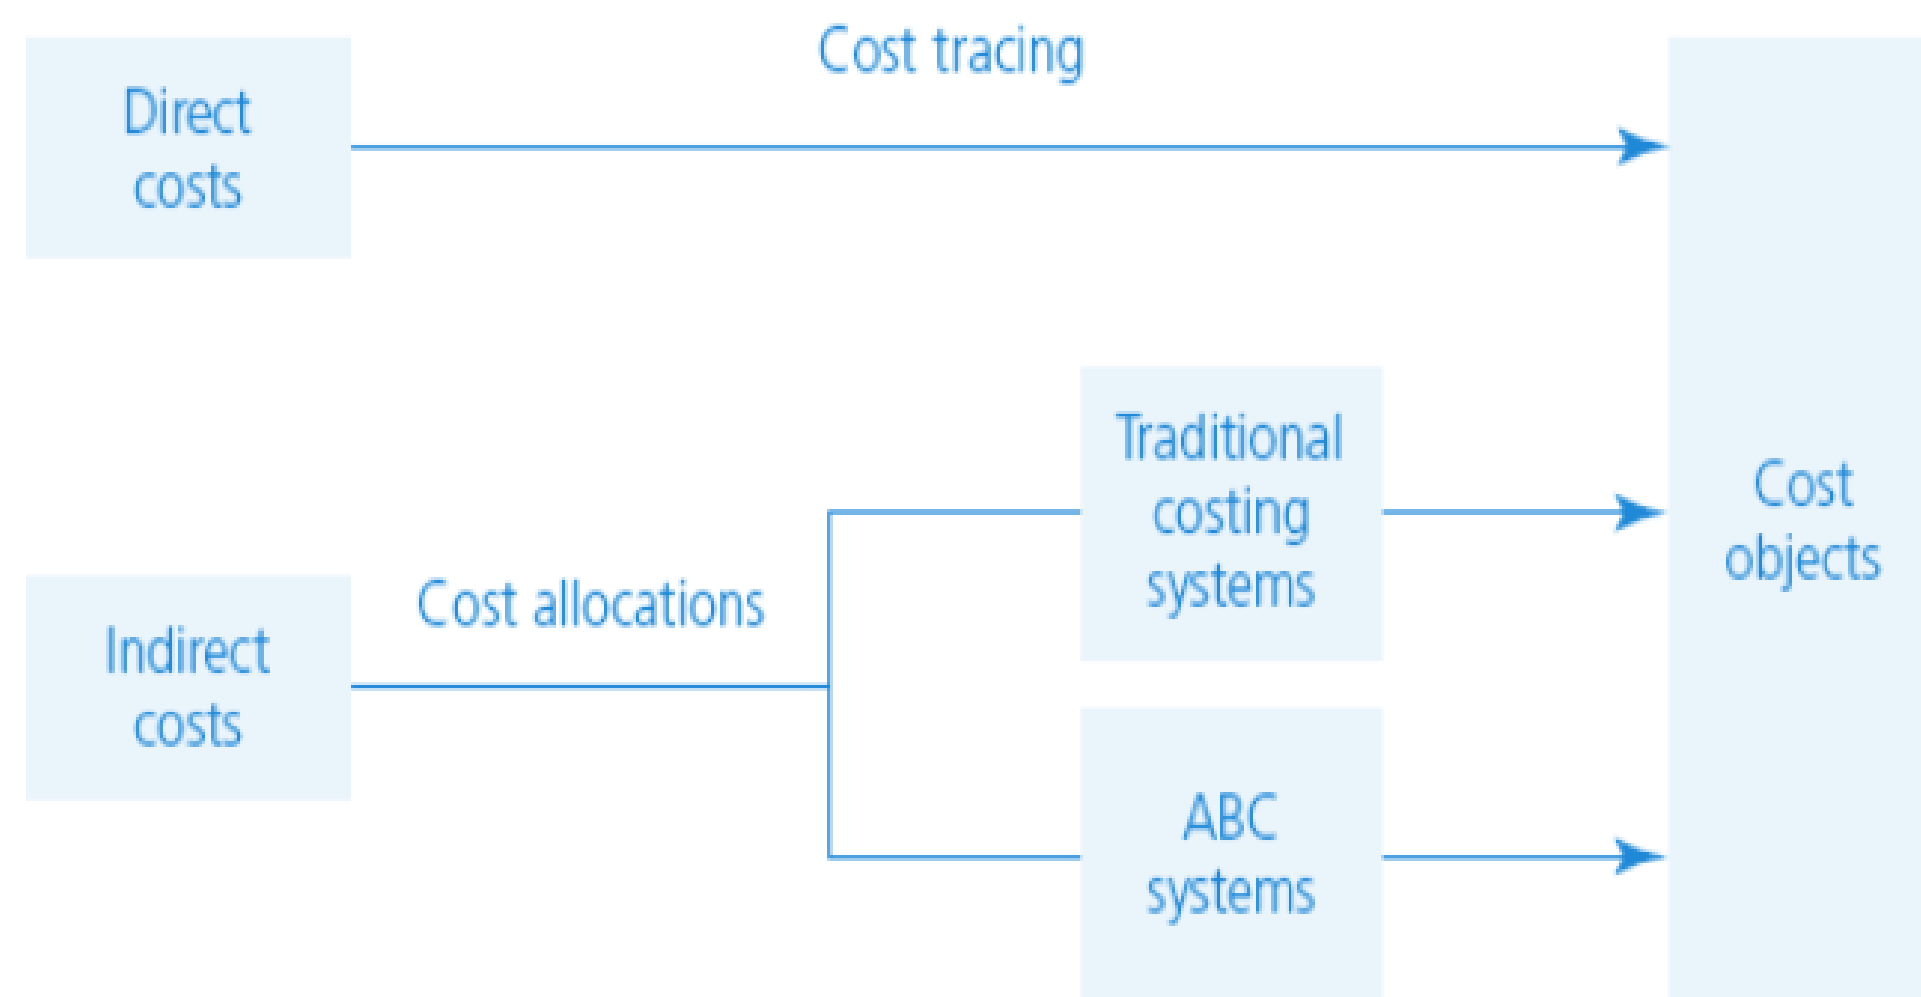 Cost tracing
Direct
costs
Traditional
costing
systems
Cost
objects
Cost allocations
Indirect
costs
ABC
systems